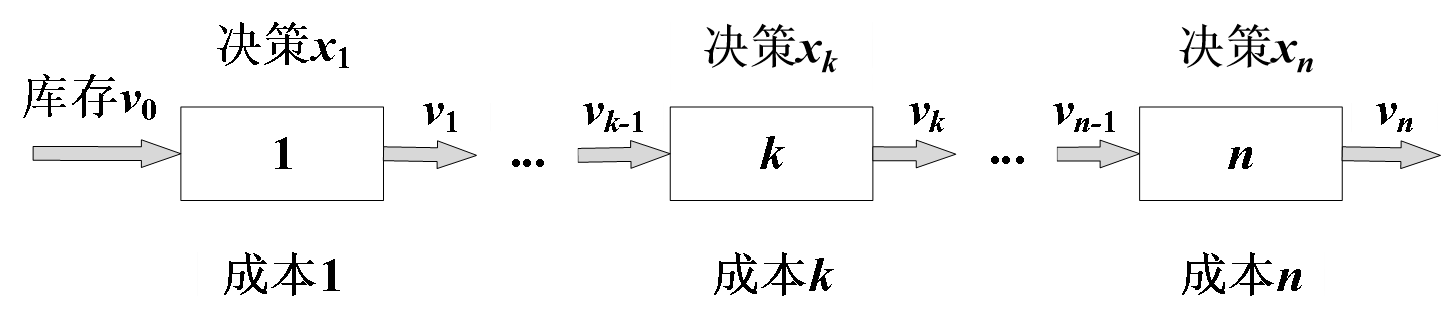 决策x1 决策xk 决策xn
库存v0 v1 vk-1 vk vn-1 vn
1 ... k ... n
成本1 成本k 成本n